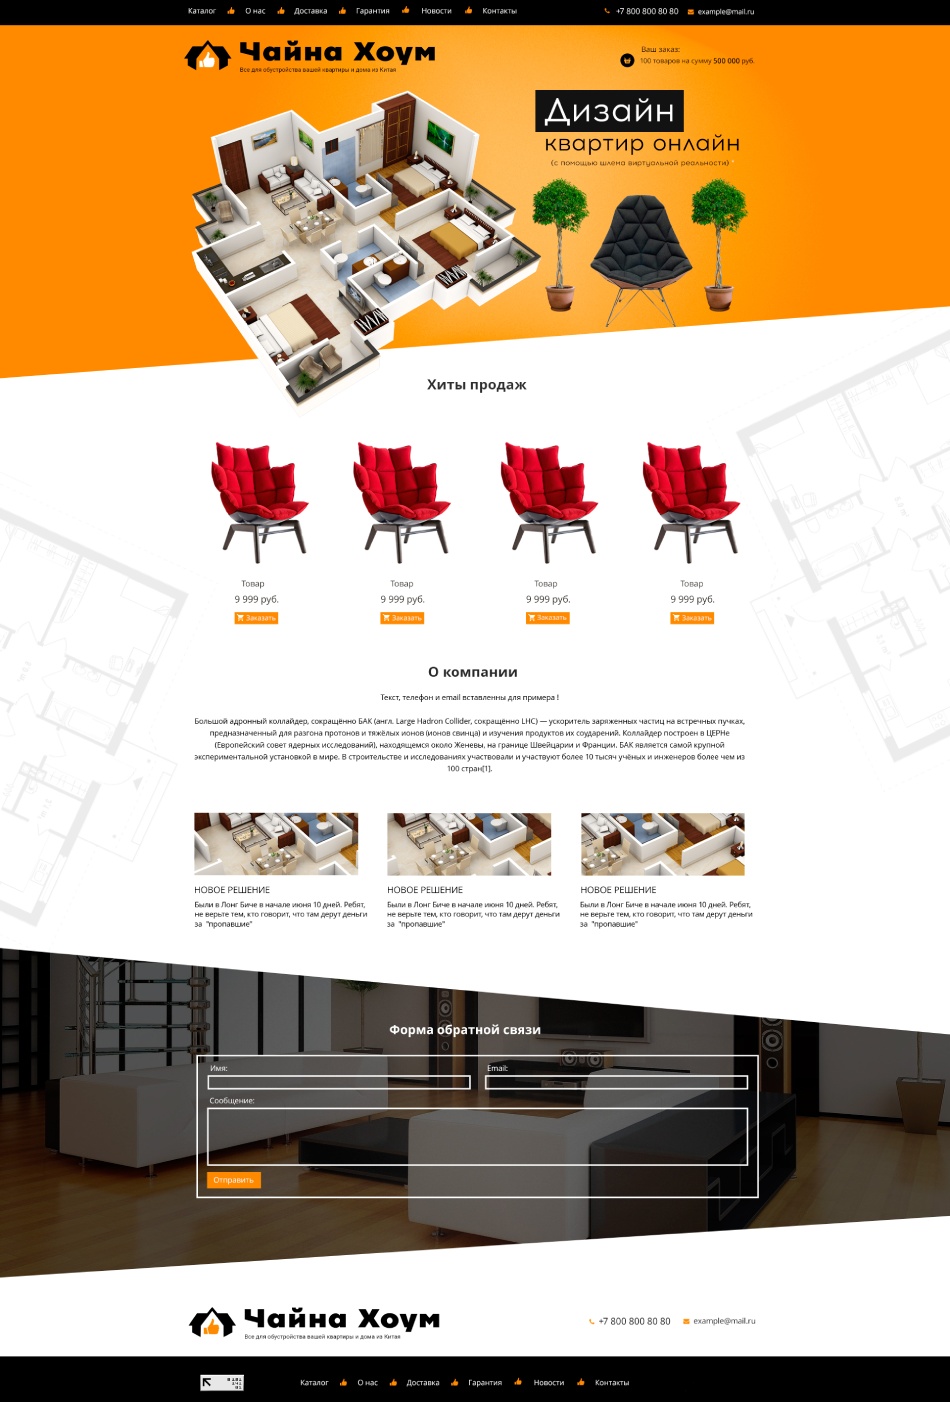 Каталог О нас Доставка Гарантия Новости Контакты +7 800 800 80 80 example@mail.ru
Чайна Хоум
Все для обустройства вашей квартиры и дома из Китая
Ваш заказ:
100 товаров на сумму 500 000 руб.
Дизайн
квартир онлайн
(с помощью шлема виртуальной реальности)
Хиты продаж
Товар Товар Товар Товар
9 999 руб. 9 999 руб. 9 999 руб. 9 999 руб.
Заказать Заказать Заказать Заказать
О компании
Текст, телефон и email вставленны для примера !
Большой адронный коллайдер, сокращённо БАК (англ. Large Hadron Collider, сокращённо LHC) — ускоритель заряженных частиц на встречных пучках,
предназначенный для разгона протонов и тяжёлых ионов (ионов свинца) и изучения продуктов их соударений. Коллайдер построен в ЦЕРНе
(Европейский совет ядерных исследований), находящемся около Женевы, на границе Швейцарии и Франции. БАК является самой крупной
экспериментальной установкой в мире. В строительстве и исследованиях участвовали и участвуют более 10 тысяч учёных и инженеров более чем из
100 стран[1].
НОВОЕ РЕШЕНИЕ
Были в Лонг Биче в начале июня 10 дней. Ребят,
не верьте тем, кто говорит, что там дерут деньги
за "пропавшие"
НОВОЕ РЕШЕНИЕ
Были в Лонг Биче в начале июня 10 дней. Ребят,
не верьте тем, кто говорит, что там дерут деньги
за "пропавшие"
НОВОЕ РЕШЕНИЕ
Были в Лонг Биче в начале июня 10 дней. Ребят,
не верьте тем, кто говорит, что там дерут деньги
за "пропавшие"
Форма обратной связи
Имя: Email:
Сообщение:
Отправить
Чайна Хоум
Все для обустройства вашей квартиры и дома из Китая
+7 800 800 80 80 example@mail.ru
Каталог О нас Доставка Гарантия Новости Контакты